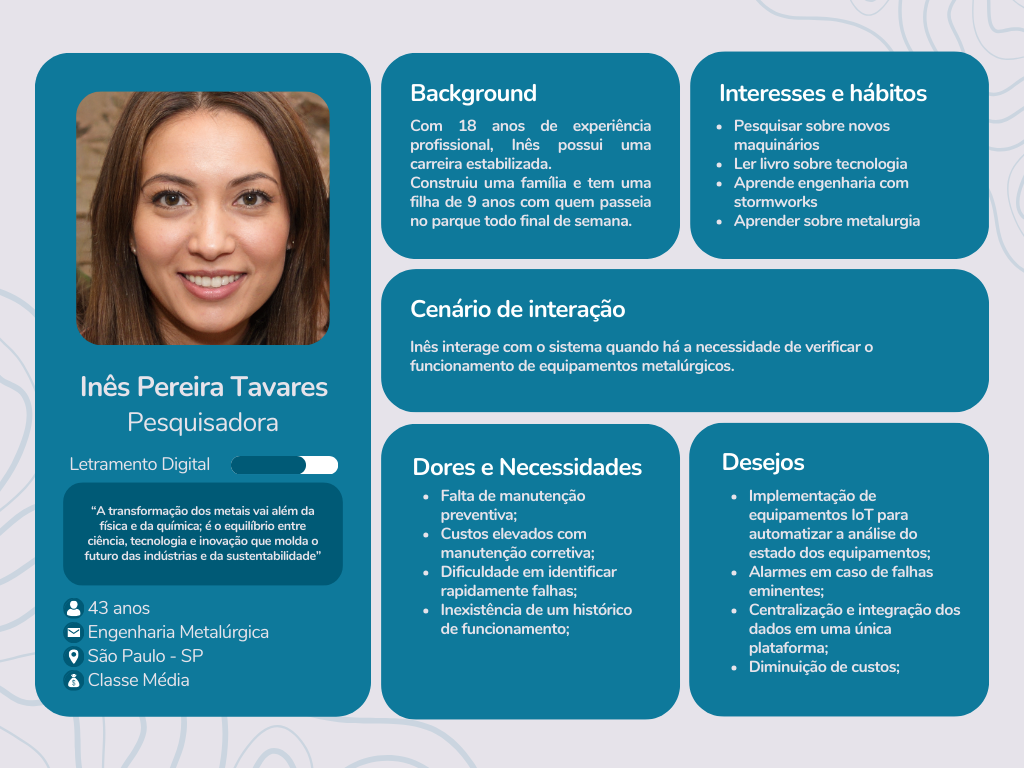 Inês Pereira Tavares
Pesquisadora
Letramento Digital
“A transformação dos metais vai além da
física e da química; é o equilíbrio entre
ciência, tecnologia e inovação que molda o
futuro das indústrias e da sustentabilidade”
43 anos
Engenharia Metalúrgica
São Paulo - SP
Classe Média
Background
Com 18 anos de experiência
profissional, Inês possui uma
carreira estabilizada.
Construiu uma família e tem uma
filha de 9 anos com quem passeia
no parque todo final de semana.
Interesses e hábitos
• Pesquisar sobre novos
maquinários
• Ler livro sobre tecnologia
• Aprende engenharia com
stormworks
• Aprender sobre metalurgia
Cenário de interação
Inês interage com o sistema quando há a necessidade de verificar o
funcionamento de equipamentos metalúrgicos.
Dores e Necessidades
• Falta de manutenção
preventiva;
• Custos elevados com
manutenção corretiva;
• Dificuldade em identificar
rapidamente falhas;
• Inexistência de um histórico
de funcionamento;
Desejos
• Implementação de
equipamentos IoT para
automatizar a análise do
estado dos equipamentos;
• Alarmes em caso de falhas
eminentes;
• Centralização e integração dos
dados em uma única
plataforma;
• Diminuição de custos;